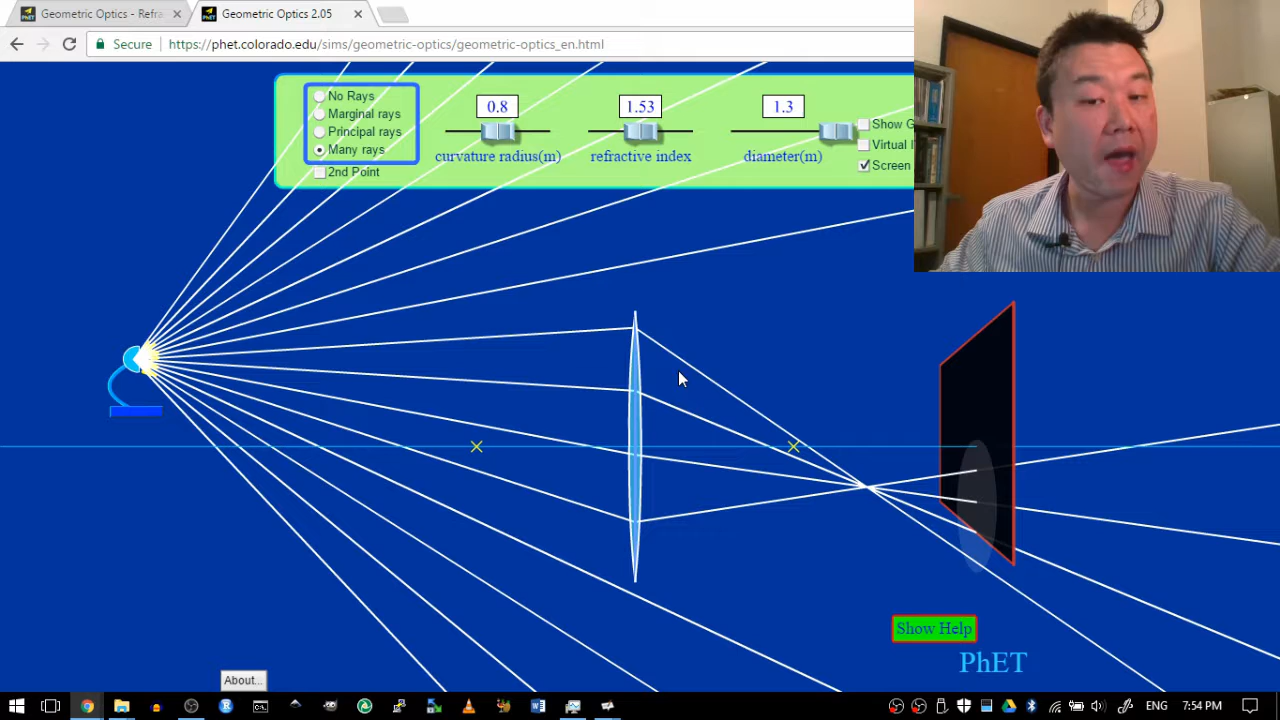 Geometric Optics - Refra
Geometric Optics 2.05
Secure
https://phet.colorado.edu/sims/geometric-optics/geometric-optics_en.html
No Rays
Marginal rays
Principal rays
Many rays
2nd Point
0.8
curvature radius(m)
1.53
refractive index
1.3
diameter(m)
Show G
Virtual I
Screen
Show Help
PhET
About...
ENG
7:54 PM